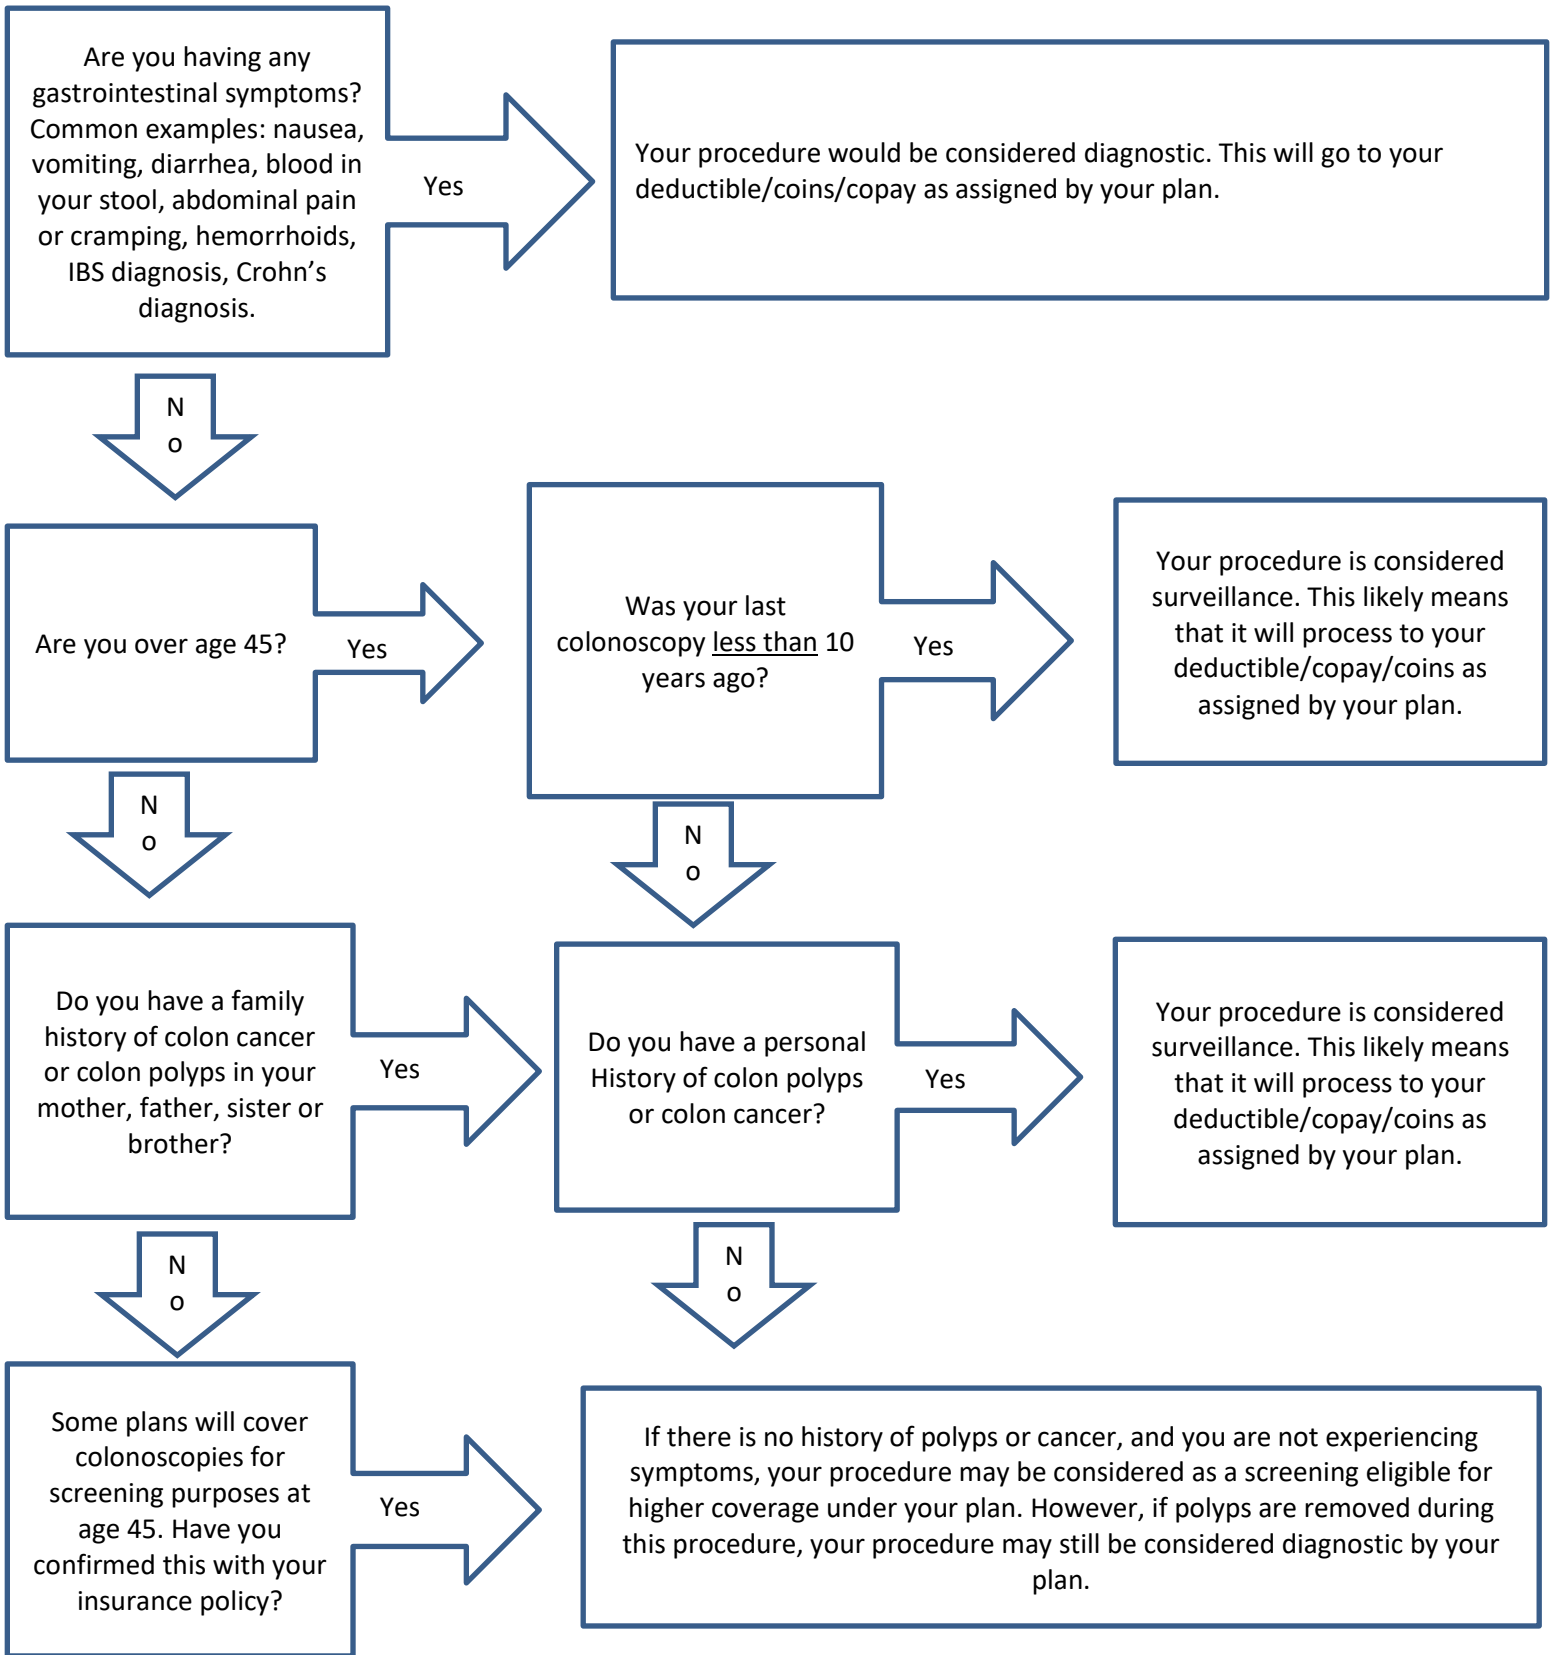 Are you having any
gastrointestinal symptoms?
Common examples: nausea,
vomiting, diarrhea, blood in
your stool, abdominal pain
or cramping, hemorrhoids,
IBS diagnosis, Crohn’s
diagnosis.
Yes
Your procedure would be considered diagnostic. This will go to your
deductible/coins/copay as assigned by your plan.
N
o
Are you over age 45?
Yes
Was your last
colonoscopy less than 10
years ago?
Yes
Your procedure is considered
surveillance. This likely means
that it will process to your
deductible/copay/coins as
assigned by your plan.
N
o
N
o
Do you have a family
history of colon cancer
or colon polyps in your
mother, father, sister or
brother?
Yes
Do you have a personal
History of colon polyps
or colon cancer?
Yes
Your procedure is considered
surveillance. This likely means
that it will process to your
deductible/copay/coins as
assigned by your plan.
N
o
N
o
Some plans will cover
colonoscopies for
screening purposes at
age 45. Have you
confirmed this with your
insurance policy?
Yes
If there is no history of polyps or cancer, and you are not experiencing
symptoms, your procedure may be considered as a screening eligible for
higher coverage under your plan. However, if polyps are removed during
this procedure, your procedure may still be considered diagnostic by your
plan.